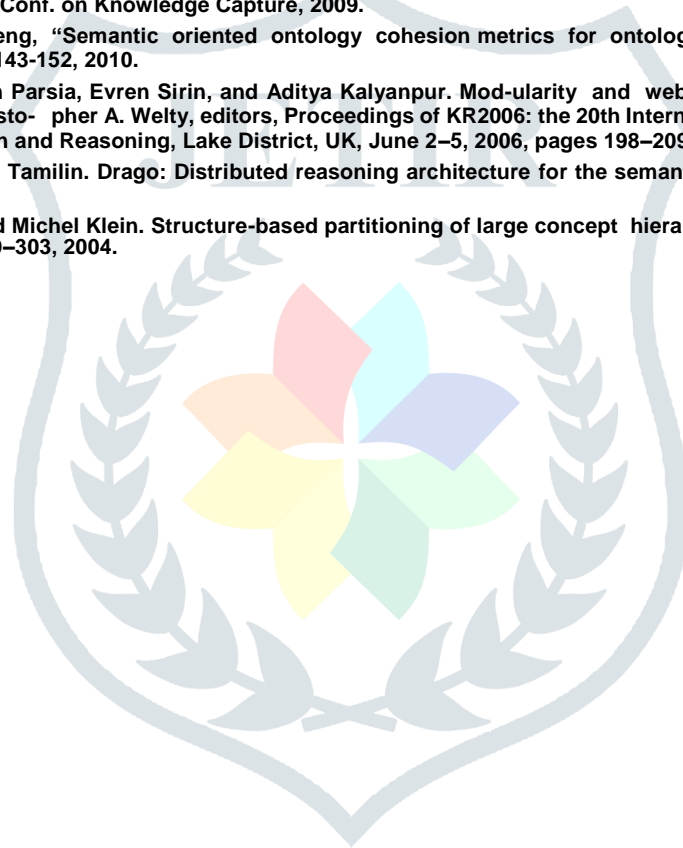 Conf. on Knowledge Capture, 2009.
eng, “Semantic oriented ontology cohesion metrics for ontolog
143-152, 2010.
n Parsia, Evren Sirin, and Aditya Kalyanpur. Mod-ularity and web
sto- pher A. Welty, editors, Proceedings of KR2006: the 20th Intern
n and Reasoning, Lake District, UK, June 2–5, 2006, pages 198–209
Tamilin. Drago: Distributed reasoning architecture for the seman
d Michel Klein. Structure-based partitioning of large concept hiera
–303, 2004.
JETIR